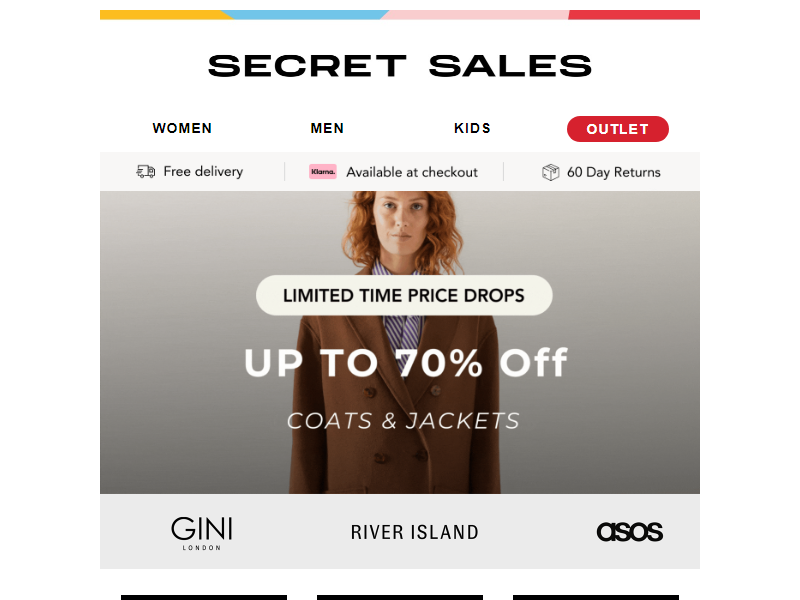 SECRET SALES
WOMEN MEN KIDS OUTLET
Free delivery Klarna. Available at checkout 60 Day Returns
LIMITED TIME PRICE DROPS
UP TO 70% Off
COATS & JACKETS
GINI RIVER ISLAND asos
LONDON